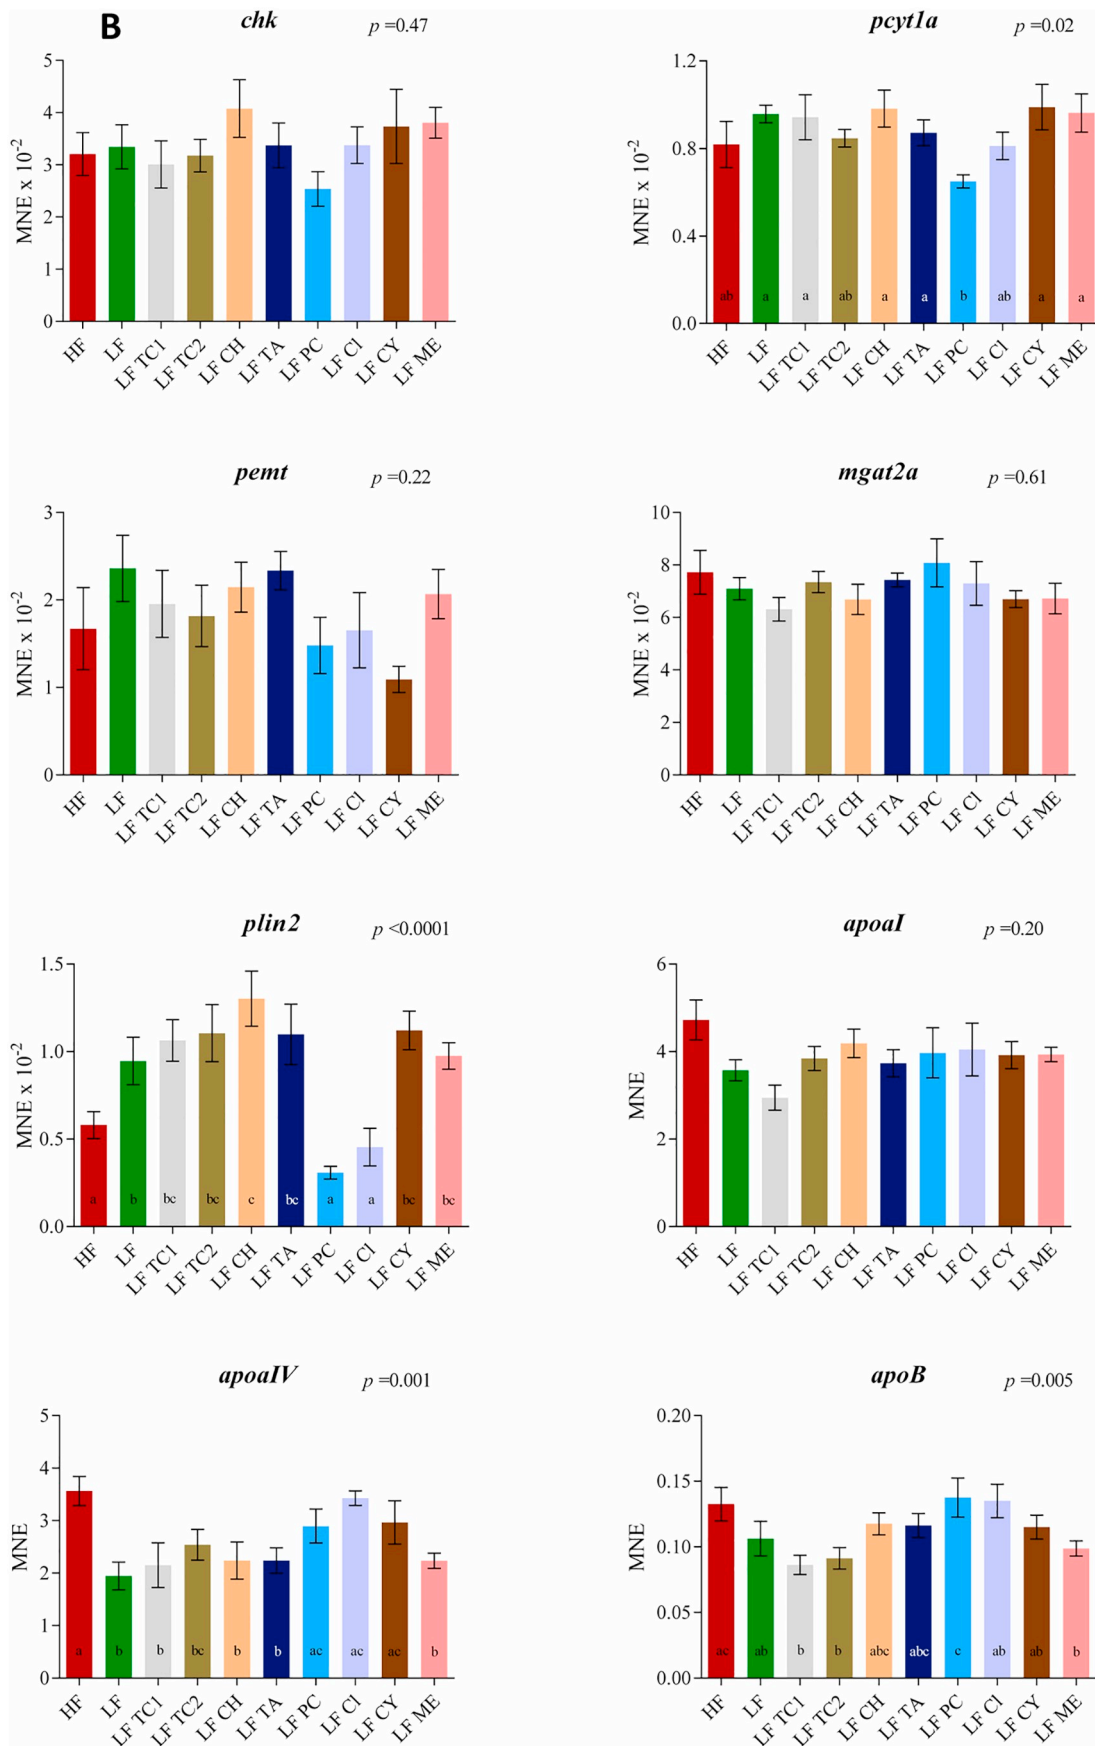 B
chk
p =0.47
MNE x 10-2
5
4
3
2
1
0
HF
LF
LF TC1
LF TC2
LF CH
LF TA
LF PC
LF Cl
LF CY
LF ME
pcyt1a
p =0.02
MNE x 10-2
1.2
0.8
0.4
0.0
ab
a
a
ab
a
a
b
ab
a
a
HF
LF
LF TC1
LF TC2
LF CH
LF TA
LF PC
LF Cl
LF CY
LF ME
pemt
p =0.22
MNE x 10-2
3
2
1
0
HF
LF
LF TC1
LF TC2
LF CH
LF TA
LF PC
LF Cl
LF CY
LF ME
mgat2a
p =0.61
MNE x 10-2
10
8
6
4
2
0
HF
LF
LF TC1
LF TC2
LF CH
LF TA
LF PC
LF Cl
LF CY
LF ME
plin2
p <0.0001
MNE x 10-2
1.5
1.0
0.5
0.0
a
b
bc
bc
c
bc
a
a
bc
bc
HF
LF
LF TC1
LF TC2
LF CH
LF TA
LF PC
LF Cl
LF CY
LF ME
apoaI
p =0.20
MNE
6
4
2
0
HF
LF
LF TC1
LF TC2
LF CH
LF TA
LF PC
LF Cl
LF CY
LF ME
apoaIV
p =0.001
MNE
5
4
3
2
1
0
a
b
b
bc
b
b
ac
ac
ac
b
HF
LF
LF TC1
LF TC2
LF CH
LF TA
LF PC
LF Cl
LF CY
LF ME
apoB
p =0.005
MNE
0.20
0.15
0.10
0.05
0.00
ac
ab
b
b
abc
abc
c
ab
ab
b
HF
LF
LF TC1
LF TC2
LF CH
LF TA
LF PC
LF Cl
LF CY
LF ME